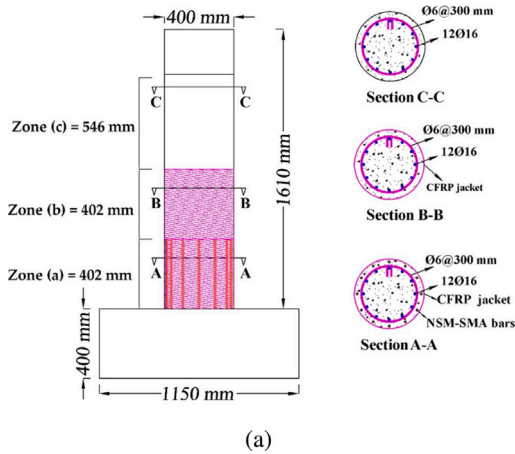 400 mm
C
C
Zone (c) = 546 mm
1610 mm
B
B
Zone (b) = 402 mm
A
A
Zone (a) = 402 mm
400 mm
1150 mm
Ø6@300 mm
12Ø16
Section C-C
Ø6@300 mm
12Ø16
CFRP jacket
Section B-B
Ø6@300 mm
12Ø16
CFRP jacket
NSM-SMA bars
Section A-A
(a)